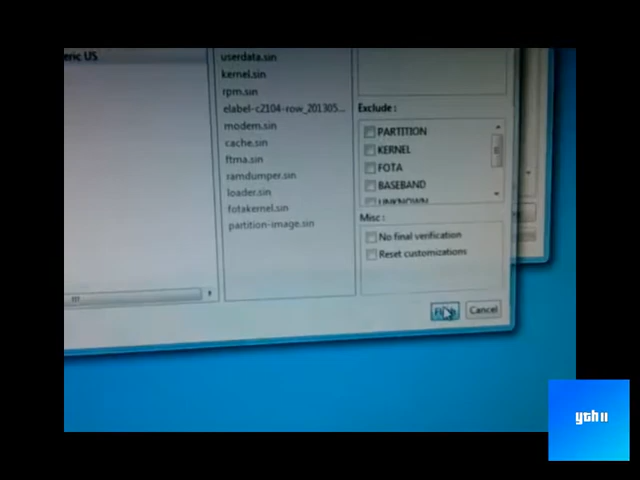 eric US
userdata.sin
kernel.sin
rpm.sin
elabel-c2104-row_201305...
modem.sin
cache.sin
ftma.sin
ramdumper.sin
loader.sin
fotakernel.sin
partition-image.sin
Exclude :
PARTITION
KERNEL
FOTA
BASEBAND
UNKNOWN
Misc :
No final verification
Reset customizations
Cancel
yth11